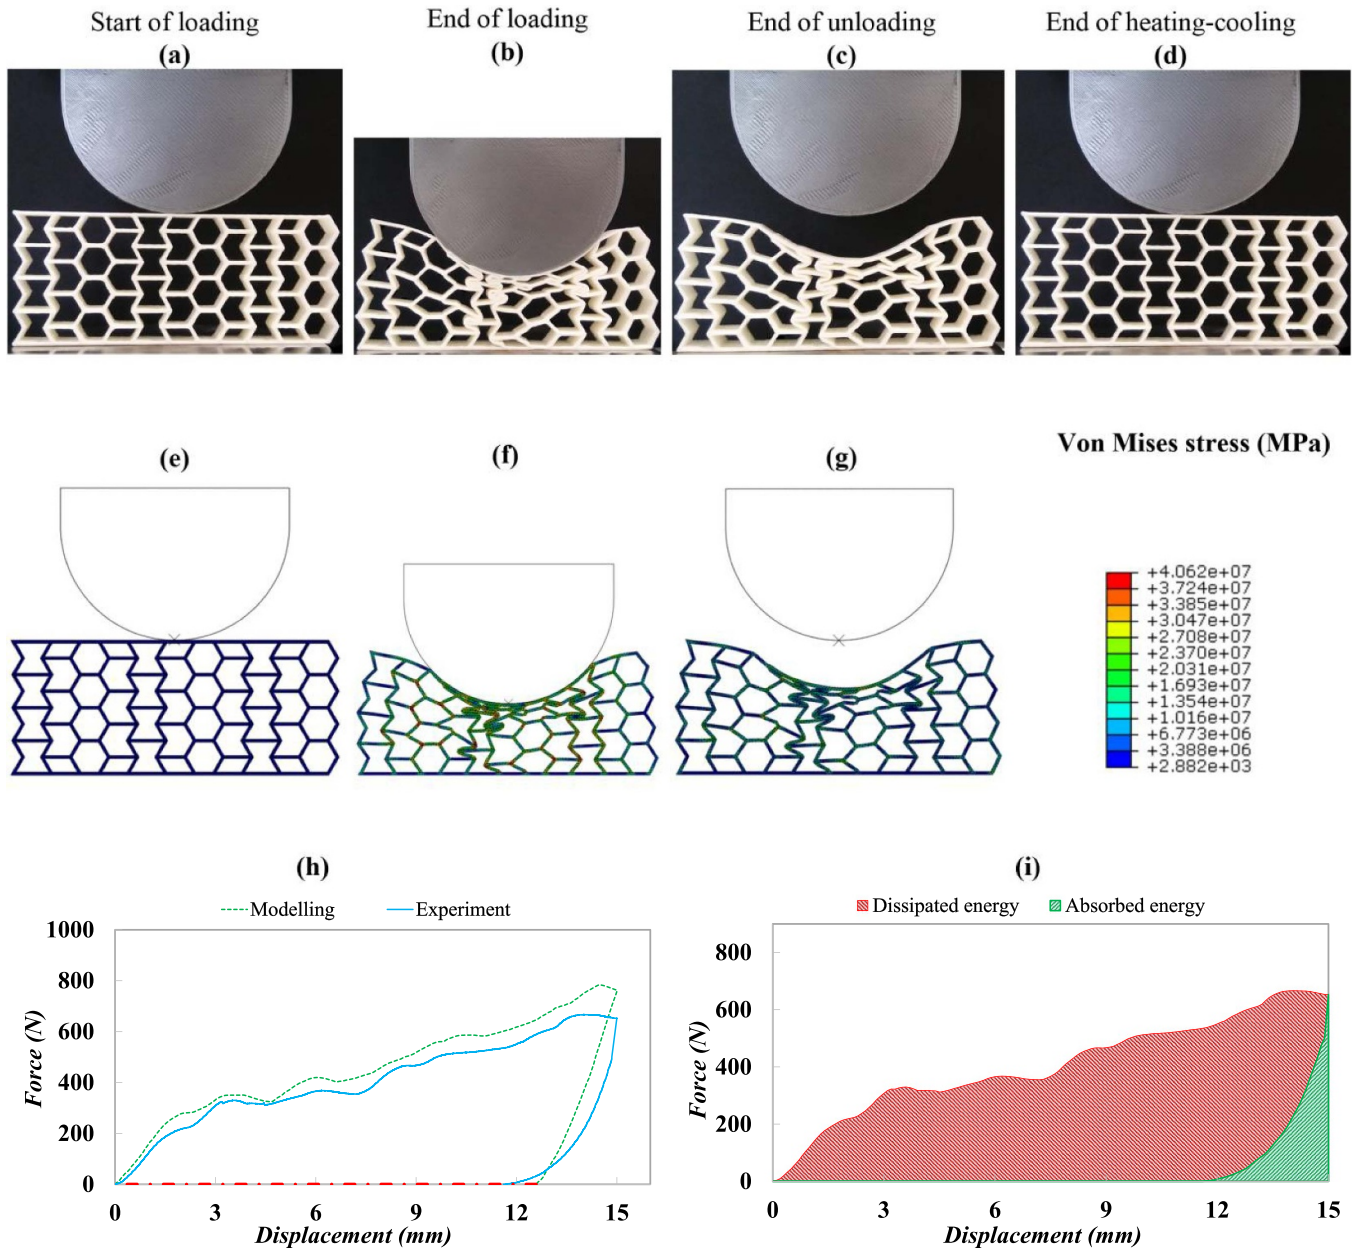 Start of loading
(a)
End of loading
(b)
End of unloading
(c)
End of heating-cooling
(d)
(e)
(f)
(g)
Von Mises stress (MPa)
+4.062e+07
+3.724e+07
+3.385e+07
+3.047e+07
+2.708e+07
+2.370e+07
+2.031e+07
+1.693e+07
+1.354e+07
+1.016e+07
+6.773e+06
+3.388e+06
+2.882e+03
(h)
Modelling
Experiment
Force (N)
1000
800
600
400
200
0
0 3 6 9 12 15
Displacement (mm)
(i)
Dissipated energy
Absorbed energy
Force (N)
800
600
400
200
0
0 3 6 9 12 15
Displacement (mm)